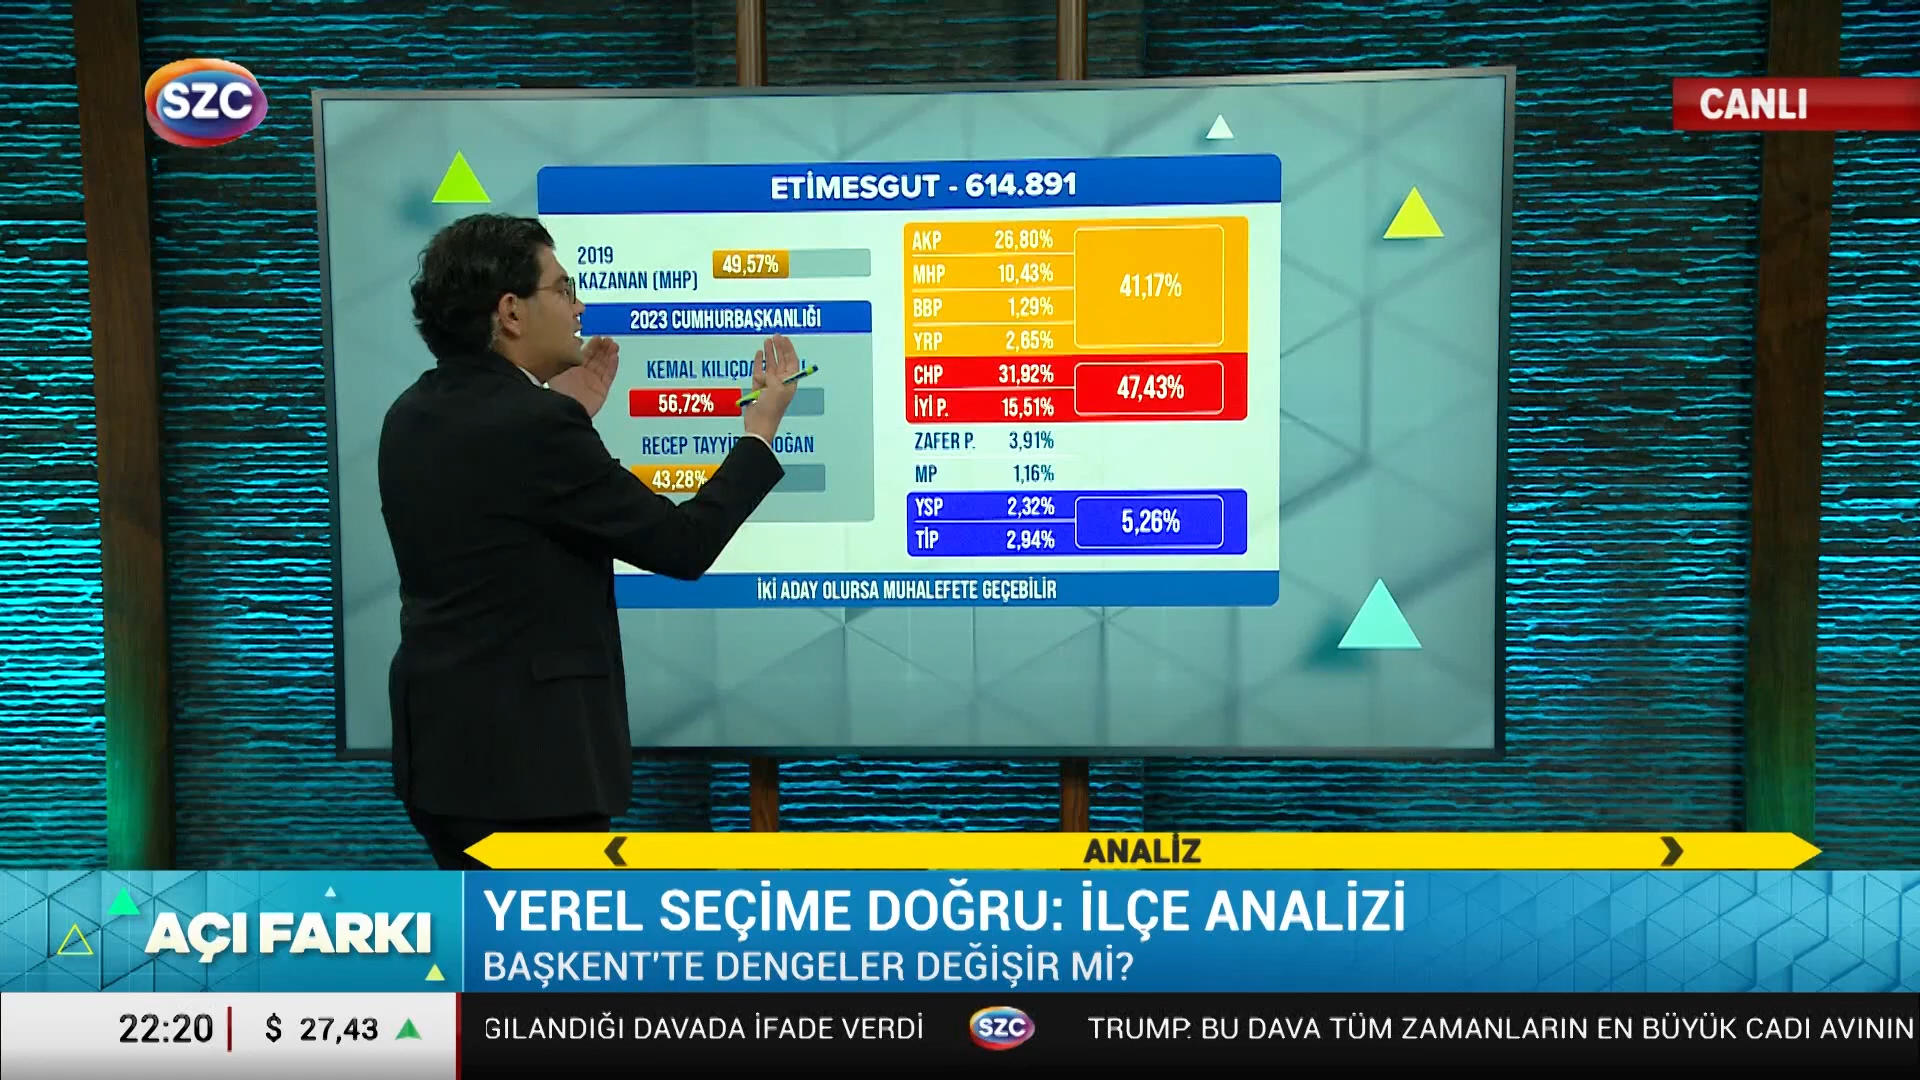 SZC
CANLI
ETİMESGUT - 614.891
2019
KAZANAN (MHP)
49,57%
2023 CUMHURBAŞKANLIĞI
KEMAL
56,72%
RECEP
43,28%
AKP 26,80%
MHP 10,43%
BBP 1,29%
YRP 2,65%
41,17%
CHP 31,92%
İYİ P. 15,51%
47,43%
ZAFER P. 3,91%
MP 1,16%
YSP 2,32%
TİP 2,94%
5,26%
İKİ ADAY OLURSA MUHALEFETE GEÇEBİLİR
ANALİZ
AÇI FARKI
YEREL SEÇİME DOĞRU: İLÇE ANALİZİ
BAŞKENT'TE DENGELER DEĞİŞİR Mİ?
22:20 $ 27,43
GILANDIĞI DAVADA İFADE VERDİ SZC TRUMP: BU DAVA TÜM ZAMANLARIN EN BÜYÜK CADI AVININ